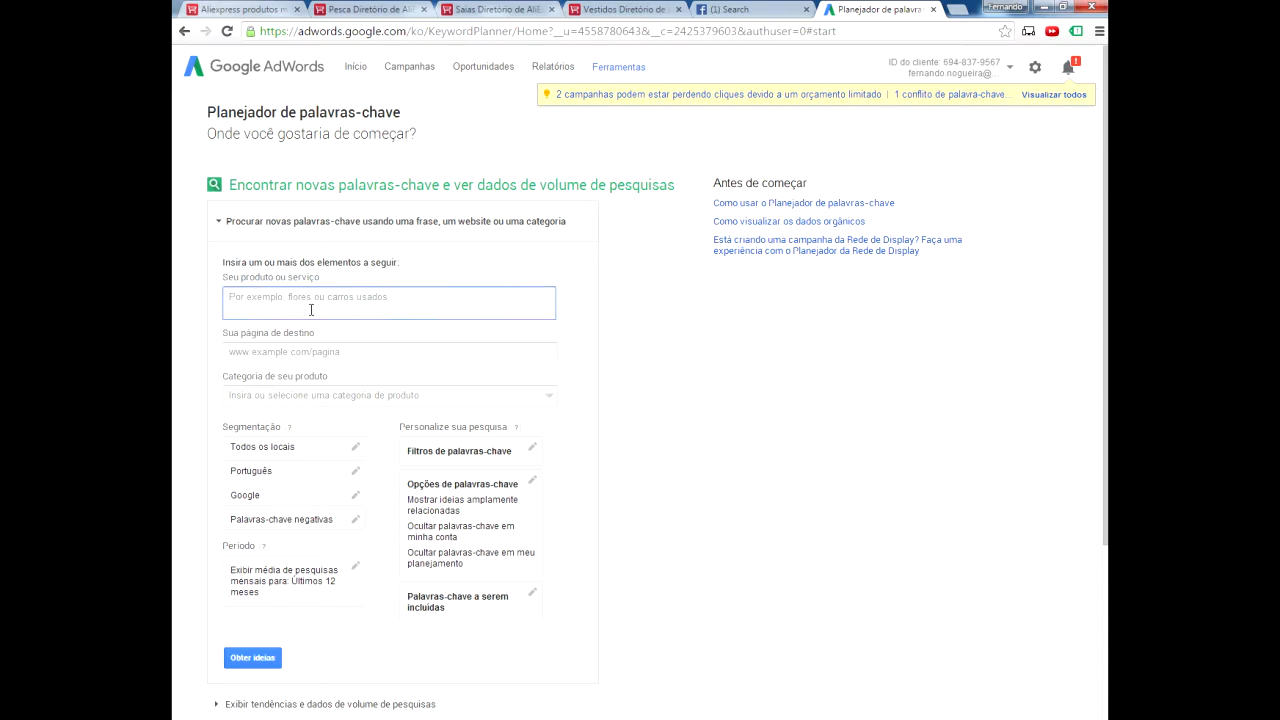 Aliexpress produtos m
Pesca Diretório de AliE
Saias Diretório de AliE
Vestidos Diretório de
(1) Search
Planejador de palavra
Fernando
https://adwords.google.com/ko/KeywordPlanner/Home?__u=4558780643&__c=2425379603&authuser=0#start
Google AdWords
Início
Campanhas
Oportunidades
Relatórios
Ferramentas
ID do cliente: 694-837-9567
fernando.nogueira@...
2 campanhas podem estar perdendo cliques devido a um orçamento limitado | 1 conflito de palavra-chave... Visualizar todos
Planejador de palavras-chave
Onde você gostaria de começar?
Encontrar novas palavras-chave e ver dados de volume de pesquisas
Procurar novas palavras-chave usando uma frase, um website ou uma categoria
Insira um ou mais dos elementos a seguir:
Seu produto ou serviço
Por exemplo, flores ou carros usados
Sua página de destino
www.example.com/pagina
Categoria de seu produto
Insira ou selecione uma categoria de produto
Segmentação ?
Todos os locais
Português
Google
Palavras-chave negativas
Período ?
Exibir média de pesquisas
mensais para: Últimos 12
meses
Personalize sua pesquisa ?
Filtros de palavras-chave
Opções de palavras-chave
Mostrar ideias amplamente
relacionadas
Ocultar palavras-chave em
minha conta
Ocultar palavras-chave em meu
planejamento
Palavras-chave a serem
incluídas
Obter ideias
Exibir tendências e dados de volume de pesquisas
Antes de começar
Como usar o Planejador de palavras-chave
Como visualizar os dados orgânicos
Está criando uma campanha da Rede de Display? Faça uma
experiência com o Planejador da Rede de Display